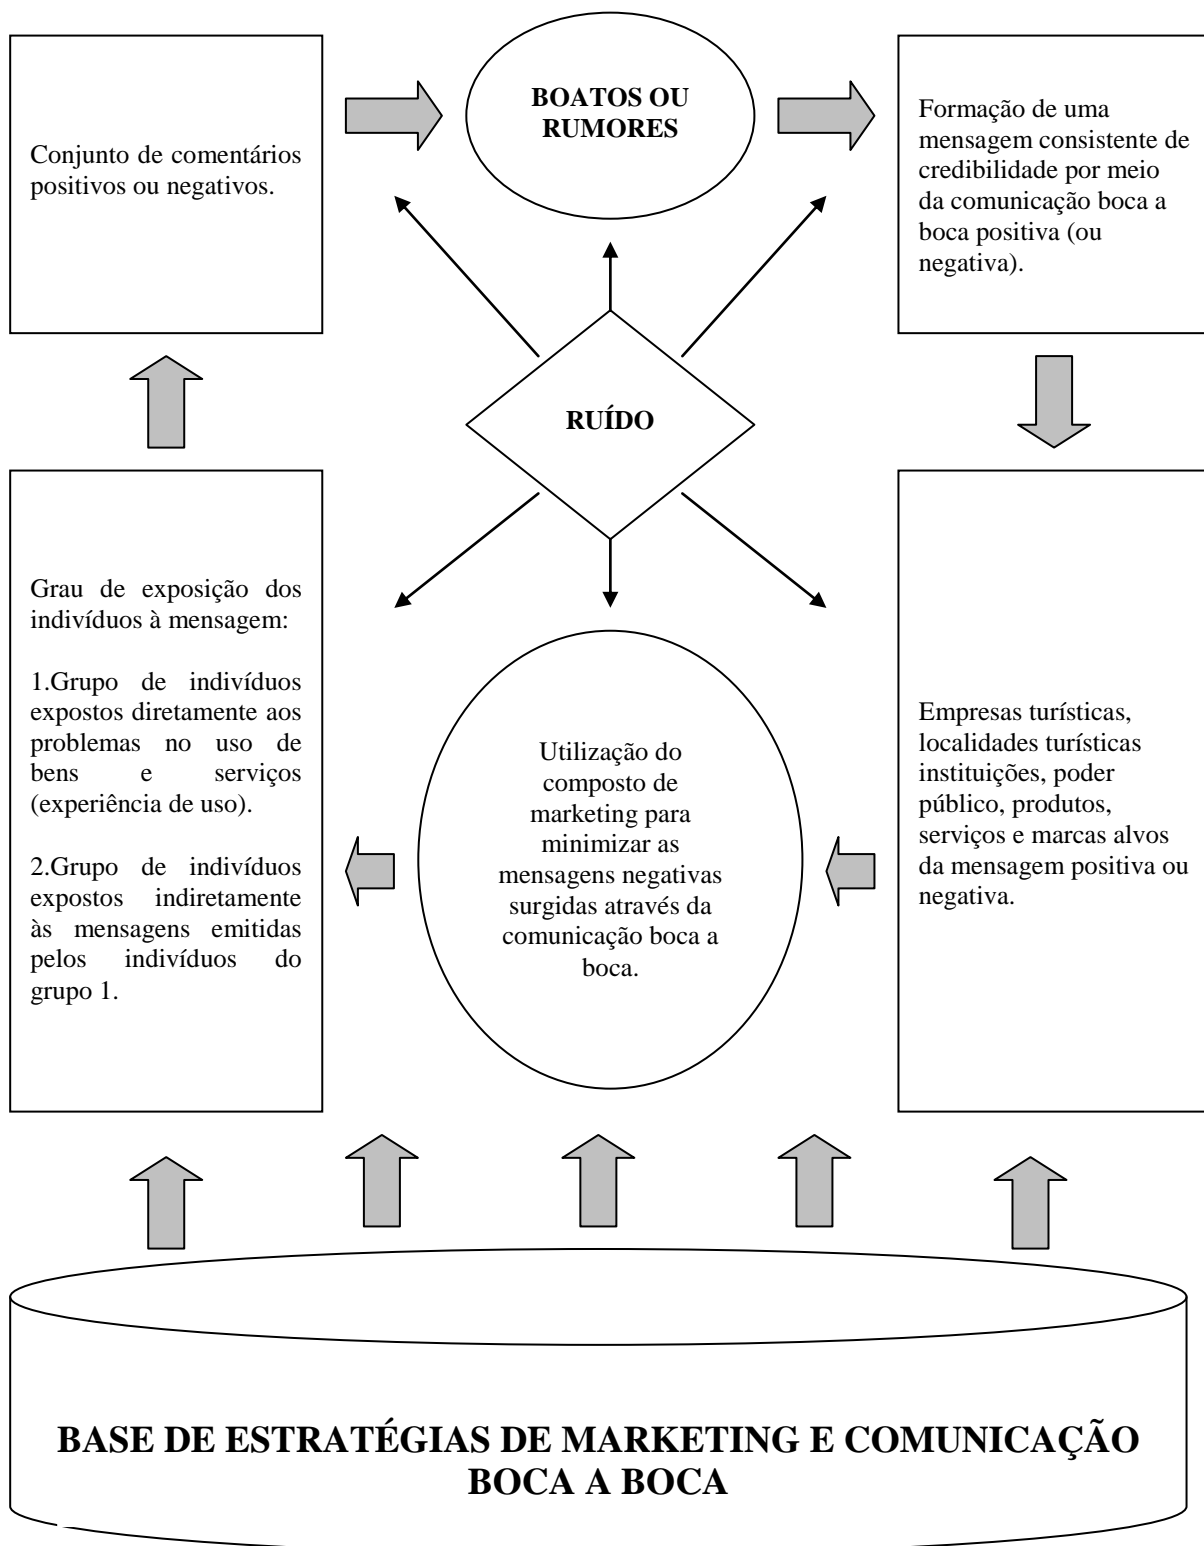 BOATOS OU
RUMORES
Conjunto de comentários
positivos ou negativos.
Formação de uma
mensagem consistente de
credibilidade por meio
da comunicação boca a
boca positiva (ou
negativa).
RUÍDO
Grau de exposição dos
indivíduos à mensagem:
1.Grupo de indivíduos
expostos diretamente aos
problemas no uso de
bens e serviços
(experiência de uso).
2.Grupo de indivíduos
expostos indiretamente
às mensagens emitidas
pelos indivíduos do
grupo 1.
Utilização do
composto de
marketing para
minimizar as
mensagens negativas
surgidas através da
comunicação boca a
boca.
Empresas turísticas,
localidades turísticas
instituições, poder
público, produtos,
serviços e marcas alvos
da mensagem positiva ou
negativa.
BASE DE ESTRATÉGIAS DE MARKETING E COMUNICAÇÃO
BOCA A BOCA